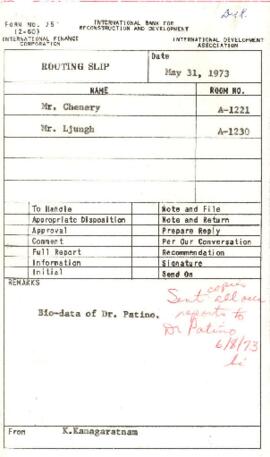 FORM NO. 75
(2-60)
INTERNATIONAL BANK FOR
RECONSTRUCTION AND DEVELOPMENT
INTERNATIONAL FINANCE
CORPORATION
INTERNATIONAL DEVELOPMENT
ASSOCIATION
ROUTING SLIP
Date
May 31, 1973
NAME
ROOM NO.
Mr. Chenery
A-1221
Mr. Ljungh
A-1230
To Handle
Note and File
Appropriate Disposition
Note and Return
Approval
Prepare Reply
Comment
Per Our Conversation
Full Report
Recommendation
Information
Signature
Initial
Send On
REMARKS
Bio-data of Dr. Patino.
copies
Sent all
reports to
Dr Patino
6/8/73
From
K.Kanagaratnam